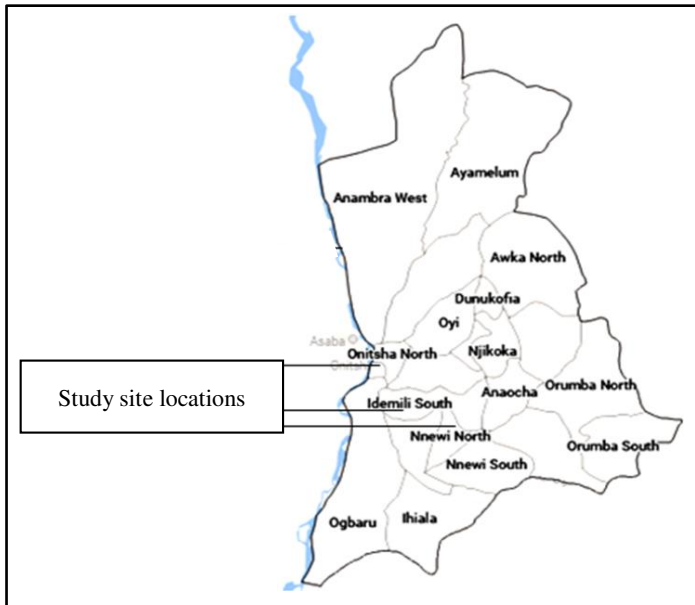 Ayamelum
Anambra West
Awka North
Dunukofia
Oyi
Asaba
Onitsha North
Njikoka
Study site locations
Idemili South
Anaocha
Orumba North
Nnewi North
Orumba South
Nnewi South
Ogbaru
Ihiala